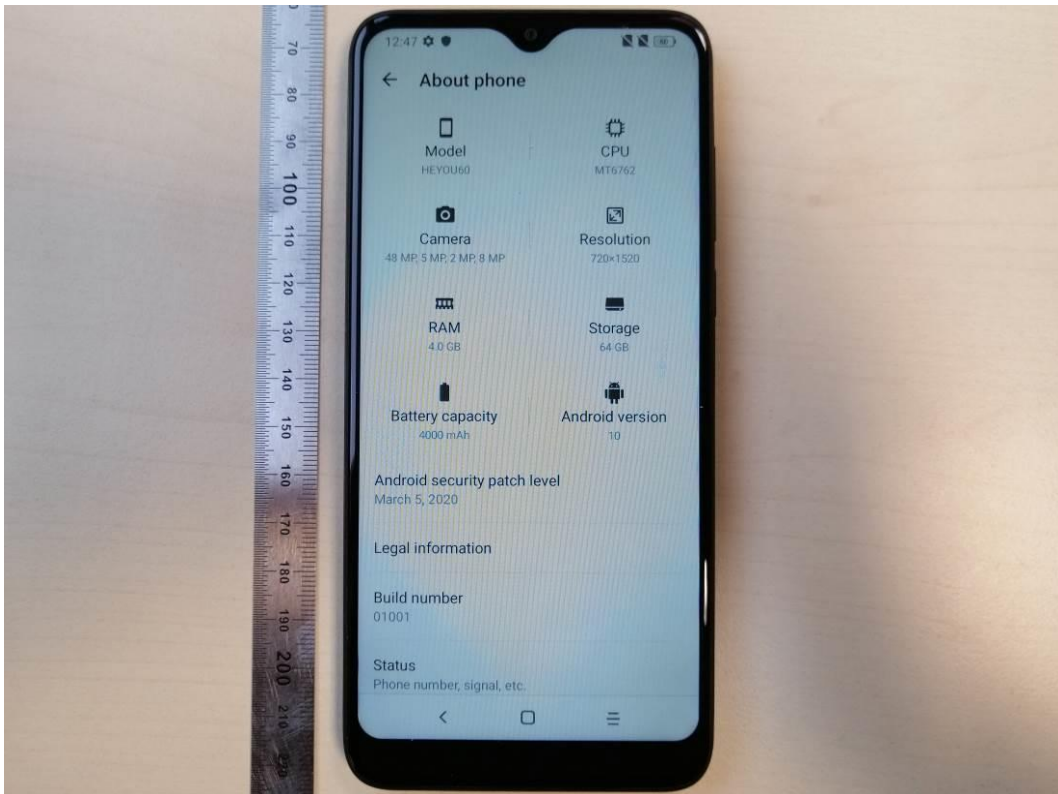 70
80
90
100
110
120
130
140
150
160
170
180
190
200
210
220
12:47
About phone
Model
HEYOU60
CPU
MT6762
Camera
48 MP, 5 MP, 2 MP, 8 MP
Resolution
720×1520
RAM
4.0 GB
Storage
64 GB
Battery capacity
4000 mAh
Android version
10
Android security patch level
March 5, 2020
Legal information
Build number
01001
Status
Phone number, signal, etc.